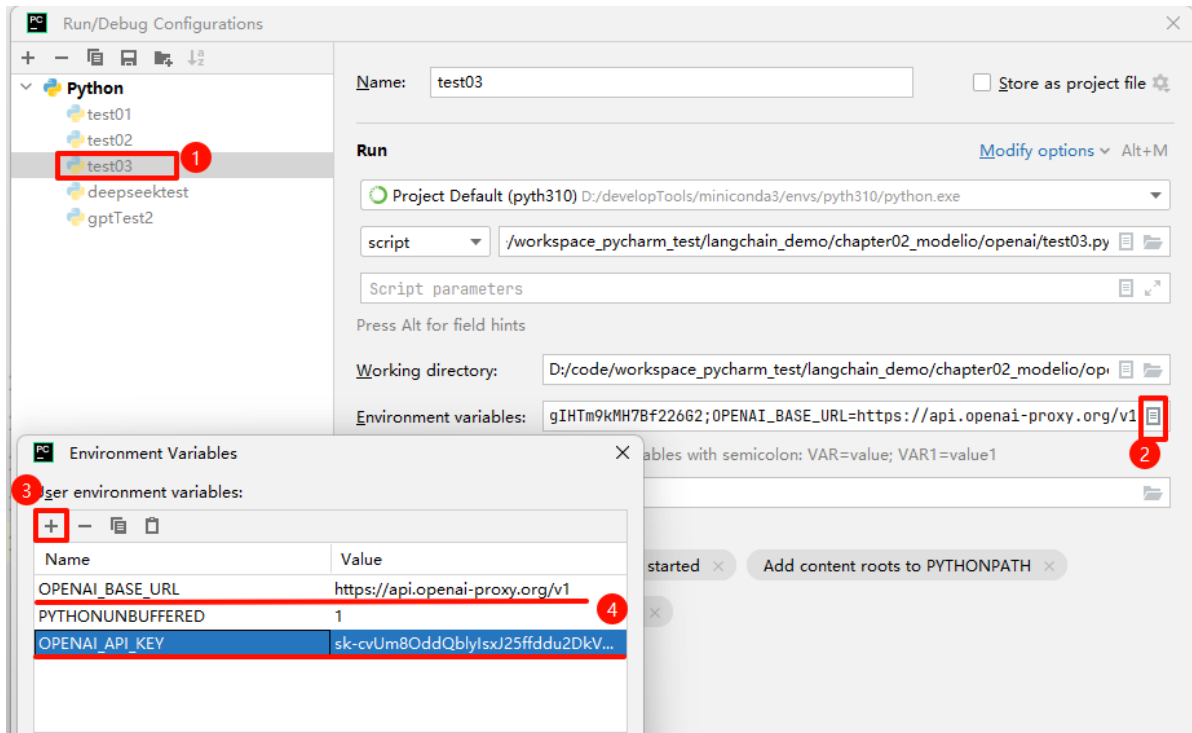 Run/Debug Configurations
Python
test01
test02
test03
1
deepseektest
gptTest2
Name: test03 Store as project file
Run Modify options Alt+M
Project Default (pyth310) D:/developTools/miniconda3/envs/pyth310/python.exe
script /workspace_pycharm_test/langchain_demo/chapter02_modelio/openai/test03.py
Script parameters
Press Alt for field hints
Working directory: D:/code/workspace_pycharm_test/langchain_demo/chapter02_modelio/op
Environment variables: gIHTm9kMH7Bf226G2;OPENAI_BASE_URL=https://api.openai-proxy.org/v1
ables with semicolon: VAR=value; VAR1=value1
2
started Add content roots to PYTHONPATH
Environment Variables
3
User environment variables:
Name Value
OPENAI_BASE_URL https://api.openai-proxy.org/v1
4
PYTHONUNBUFFERED 1
OPENAI_API_KEY sk-cvUm8OddQblyIsxJ25ffddu2DkV...